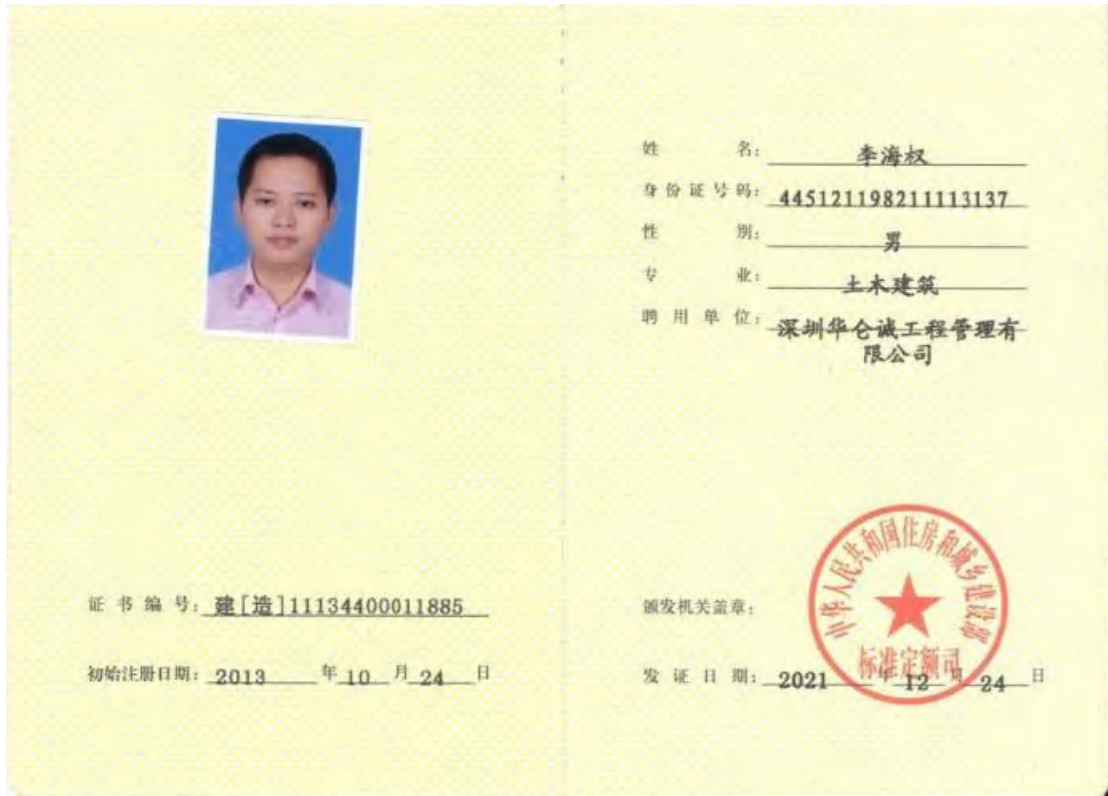 姓 名: 李海权
身份证号码: 445121198211113137
性 别: 男
专 业: 土木建筑
聘用单位: 深圳华仑诚工程管理有
限公司
证书编号: 建[造]11134400011885
初始注册日期: 2013 年 10 月 24 日
中华人民共和国住房和城乡建设部
标准定额司
颁发机关盖章:
发证日期: 2021 年 12 月 24 日